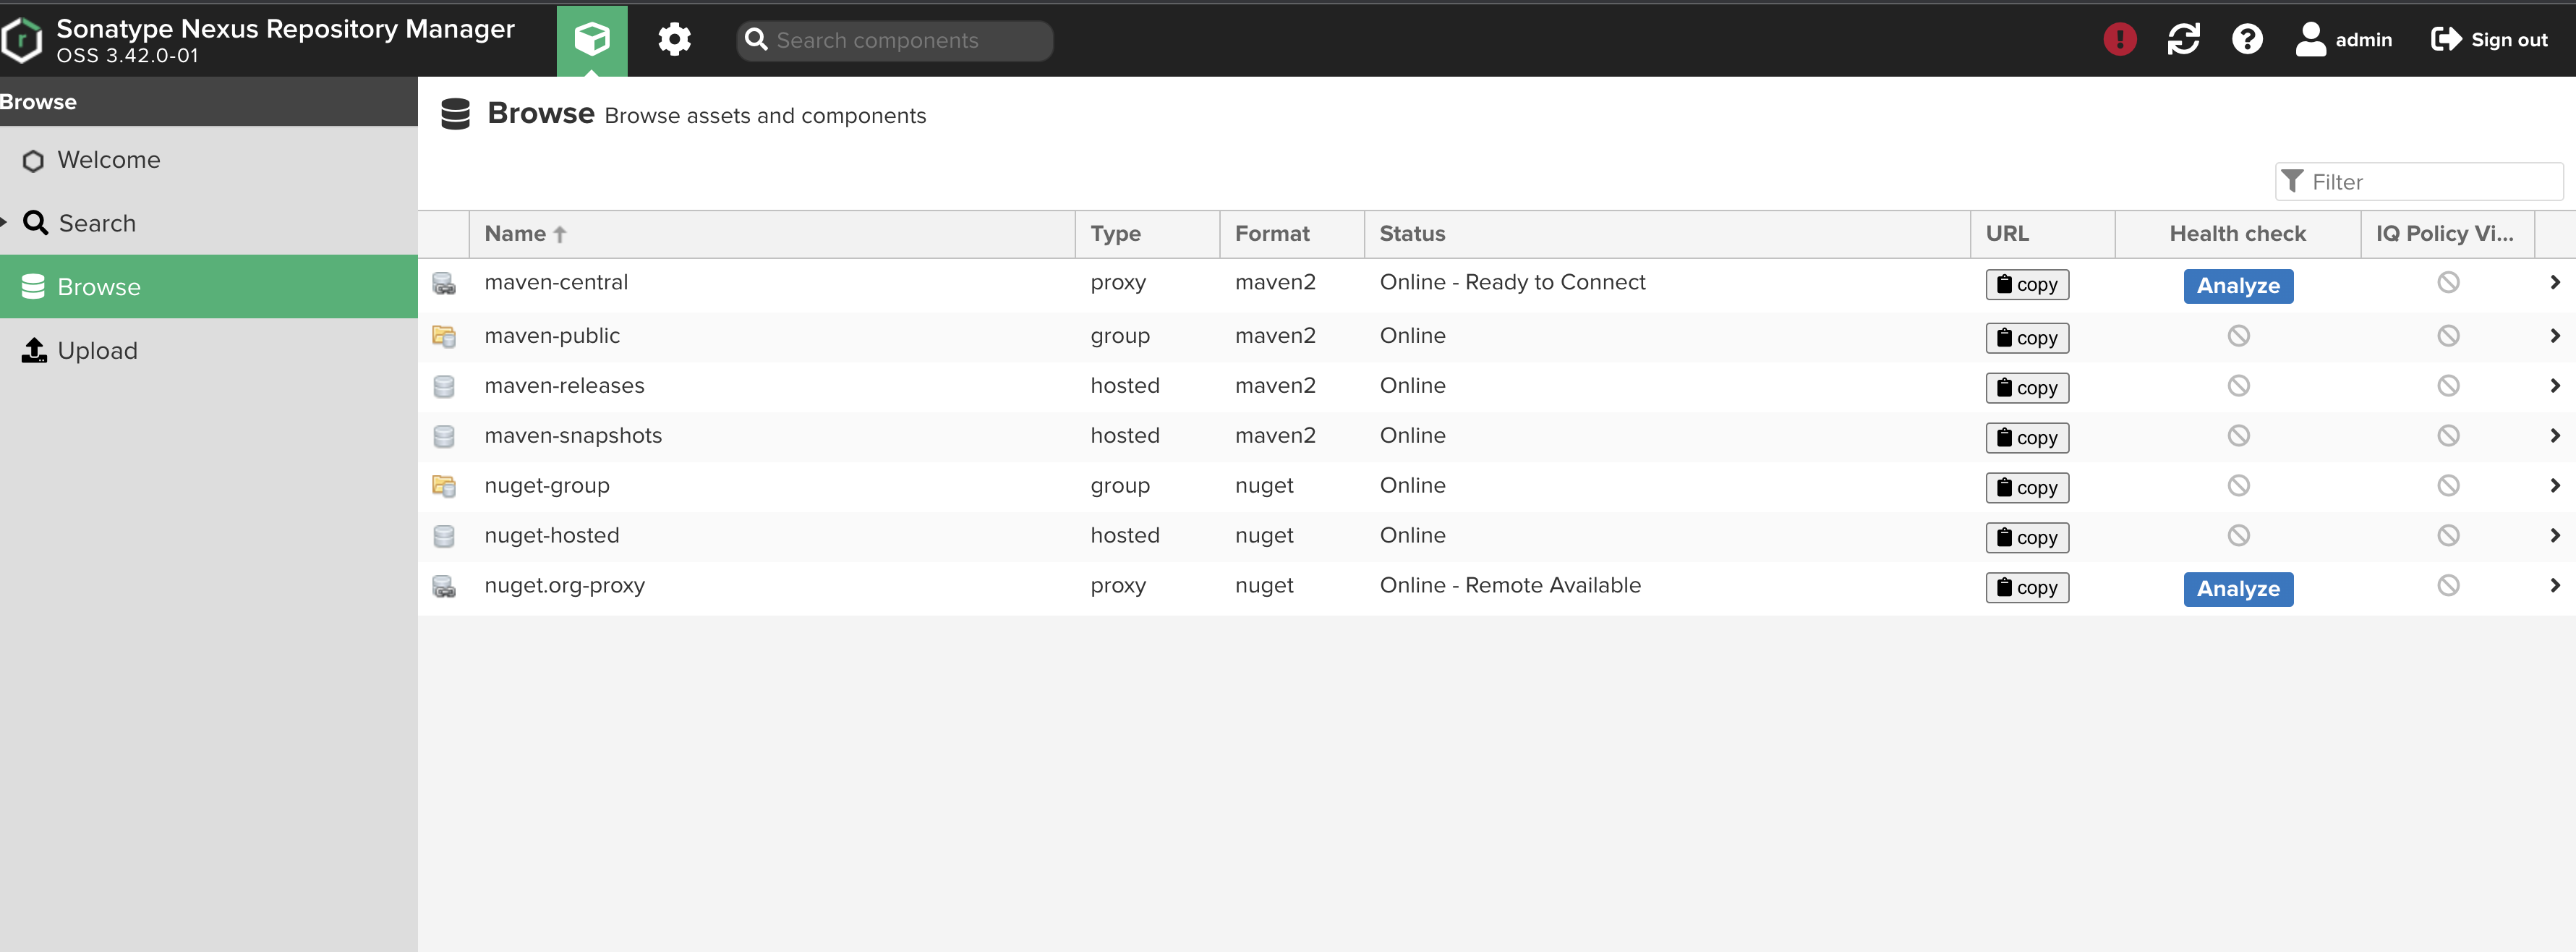 Sonatype Nexus Repository Manager
OSS 3.42.0-01
Search components
admin
Sign out
Browse
Welcome
Search
Browse
Upload
Browse Browse assets and components
Filter
Name Type Format Status URL Health check IQ Policy Vi...
maven-central proxy maven2 Online - Ready to Connect copy Analyze
maven-public group maven2 Online copy
maven-releases hosted maven2 Online copy
maven-snapshots hosted maven2 Online copy
nuget-group group nuget Online copy
nuget-hosted hosted nuget Online copy
nuget.org-proxy proxy nuget Online - Remote Available copy Analyze